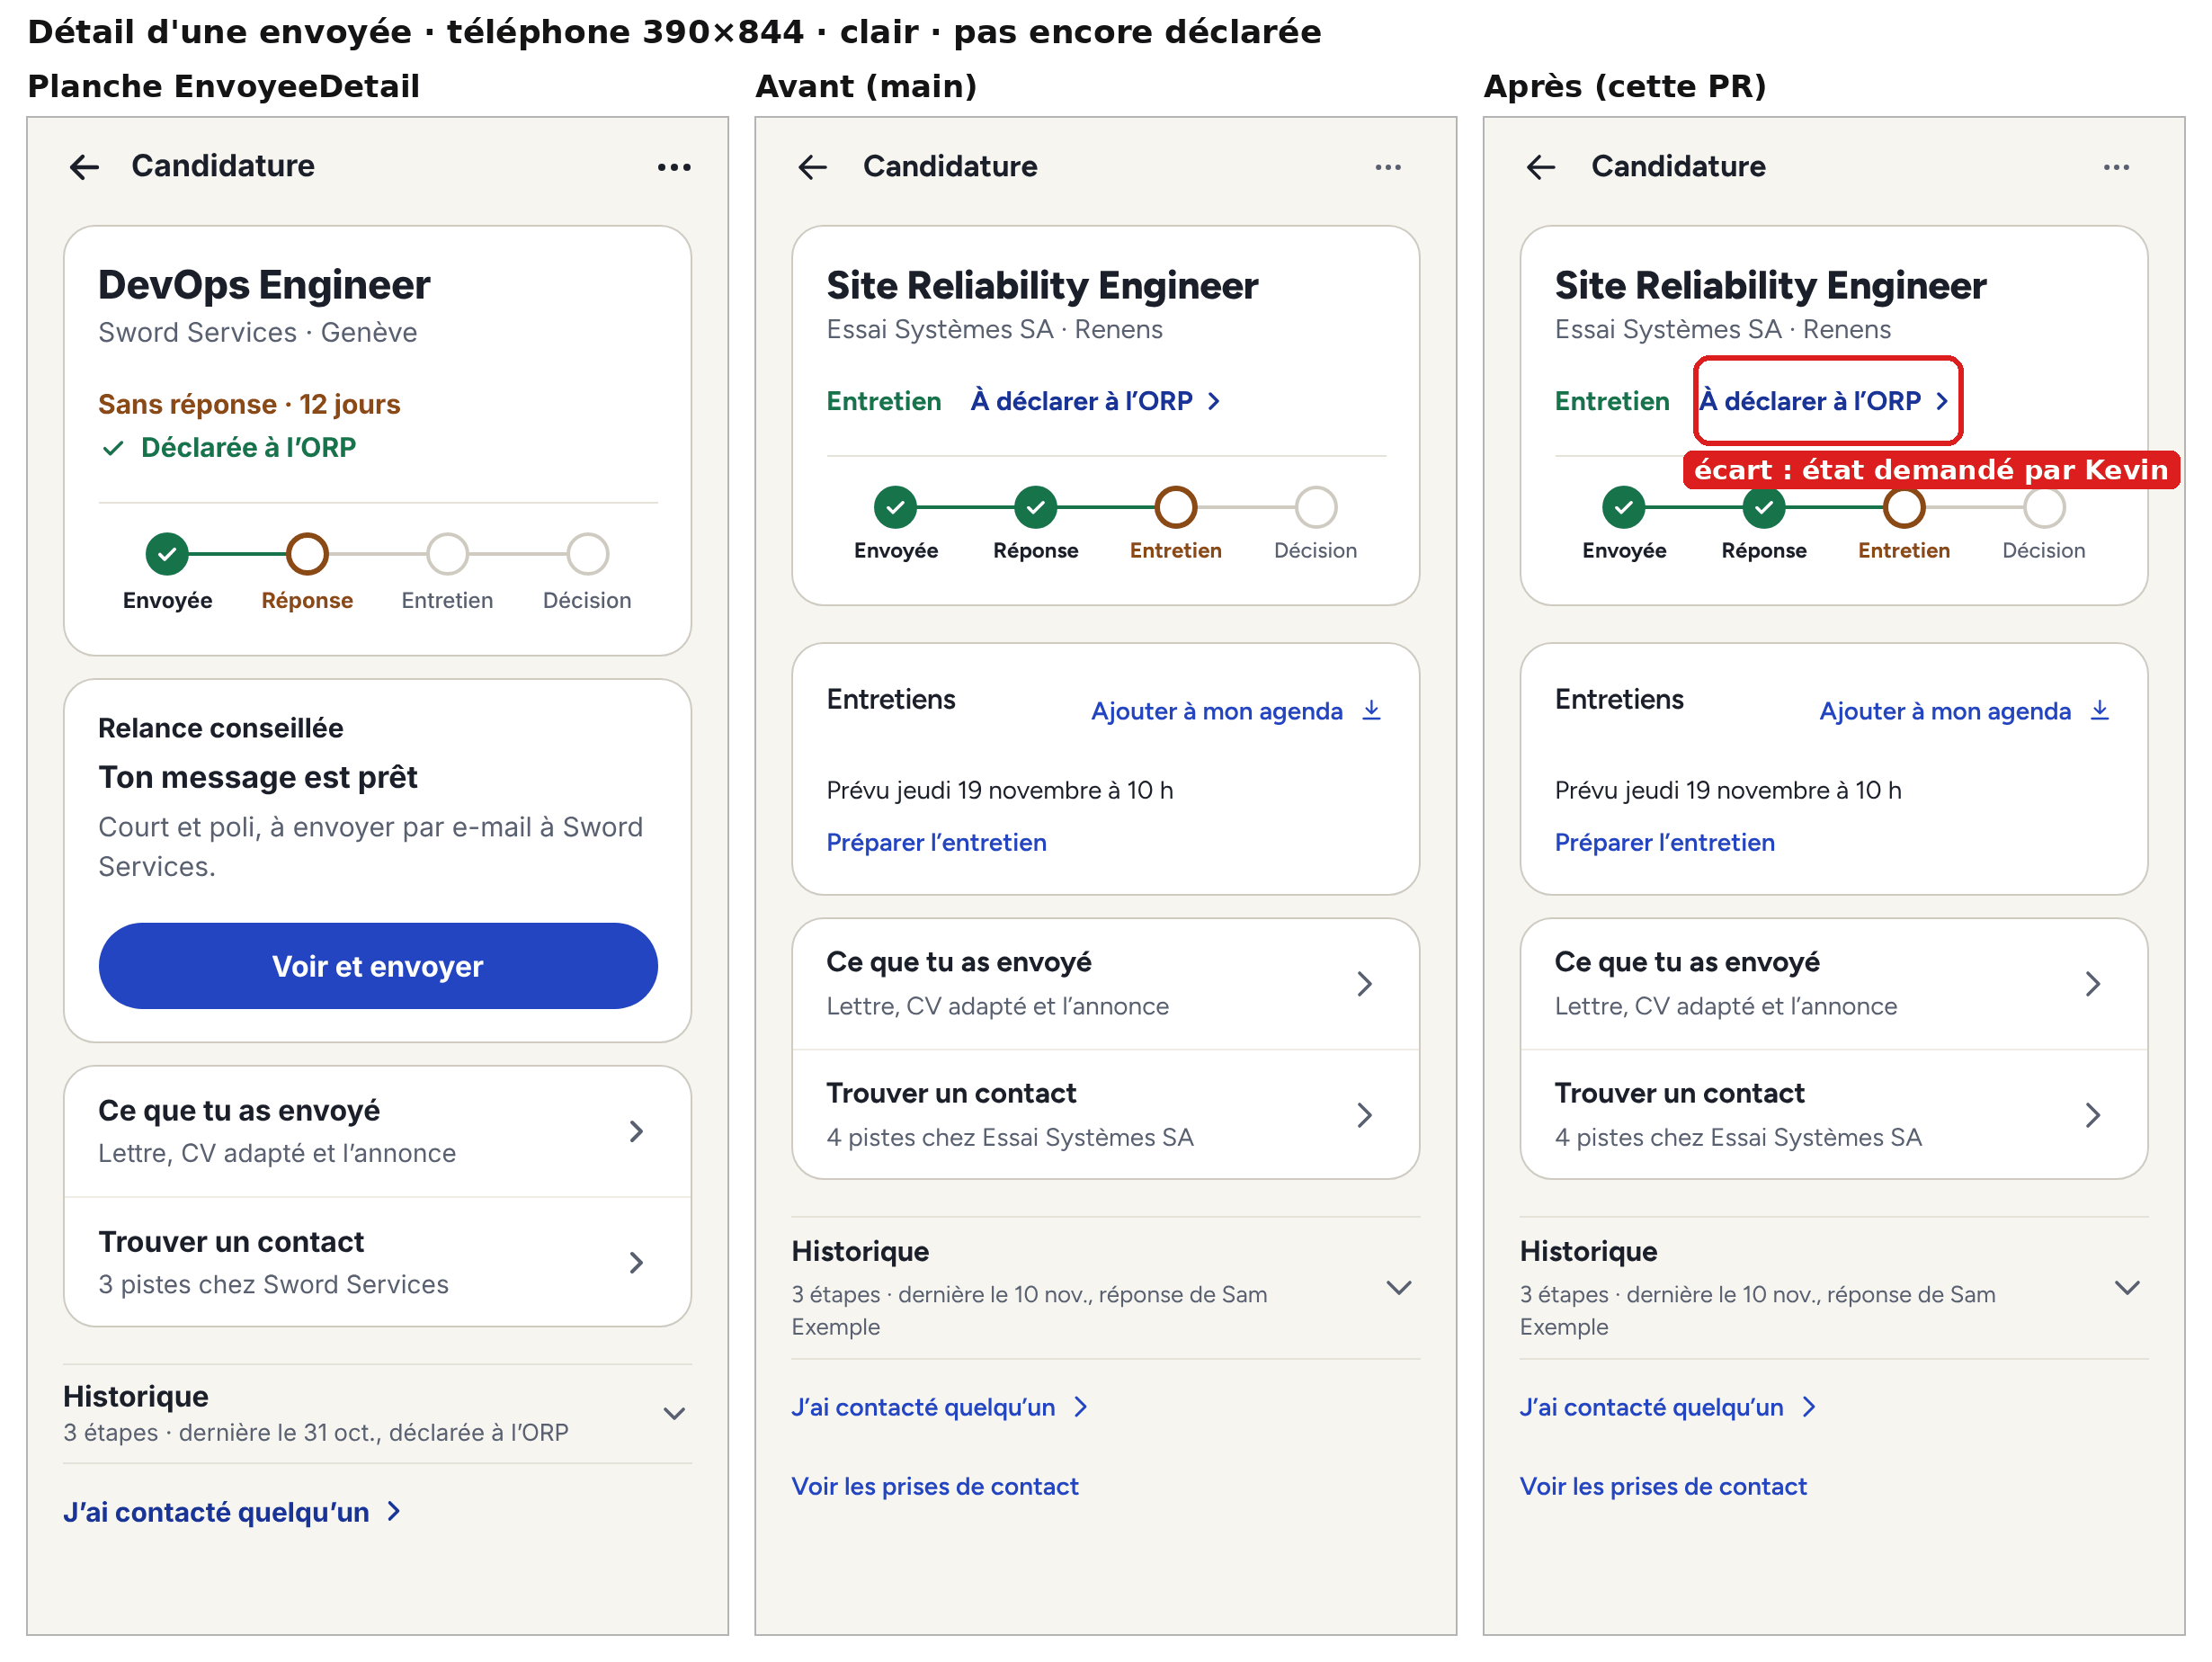 Détail d'une envoyée · téléphone 390×844 · clair · pas encore déclarée
Planche EnvoyeeDetail
Candidature
DevOps Engineer
Sword Services · Genève
Sans réponse · 12 jours
Déclarée à l’ORP
Envoyée Réponse Entretien Décision
Relance conseillée
Ton message est prêt
Court et poli, à envoyer par e-mail à Sword
Services.
Voir et envoyer
Ce que tu as envoyé
Lettre, CV adapté et l’annonce
Trouver un contact
3 pistes chez Sword Services
Historique
3 étapes · dernière le 31 oct., déclarée à l’ORP
J’ai contacté quelqu’un
Avant (main)
Candidature
Site Reliability Engineer
Essai Systèmes SA · Renens
Entretien À déclarer à l’ORP
Envoyée Réponse Entretien Décision
Entretiens
Ajouter à mon agenda
Prévu jeudi 19 novembre à 10 h
Préparer l’entretien
Ce que tu as envoyé
Lettre, CV adapté et l’annonce
Trouver un contact
4 pistes chez Essai Systèmes SA
Historique
3 étapes · dernière le 10 nov., réponse de Sam
Exemple
J’ai contacté quelqu’un
Voir les prises de contact
Après (cette PR)
Candidature
Site Reliability Engineer
Essai Systèmes SA · Renens
Entretien À déclarer à l’ORP
écart : état demandé par Kevin
Envoyée Réponse Entretien Décision
Entretiens
Ajouter à mon agenda
Prévu jeudi 19 novembre à 10 h
Préparer l’entretien
Ce que tu as envoyé
Lettre, CV adapté et l’annonce
Trouver un contact
4 pistes chez Essai Systèmes SA
Historique
3 étapes · dernière le 10 nov., réponse de Sam
Exemple
J’ai contacté quelqu’un
Voir les prises de contact